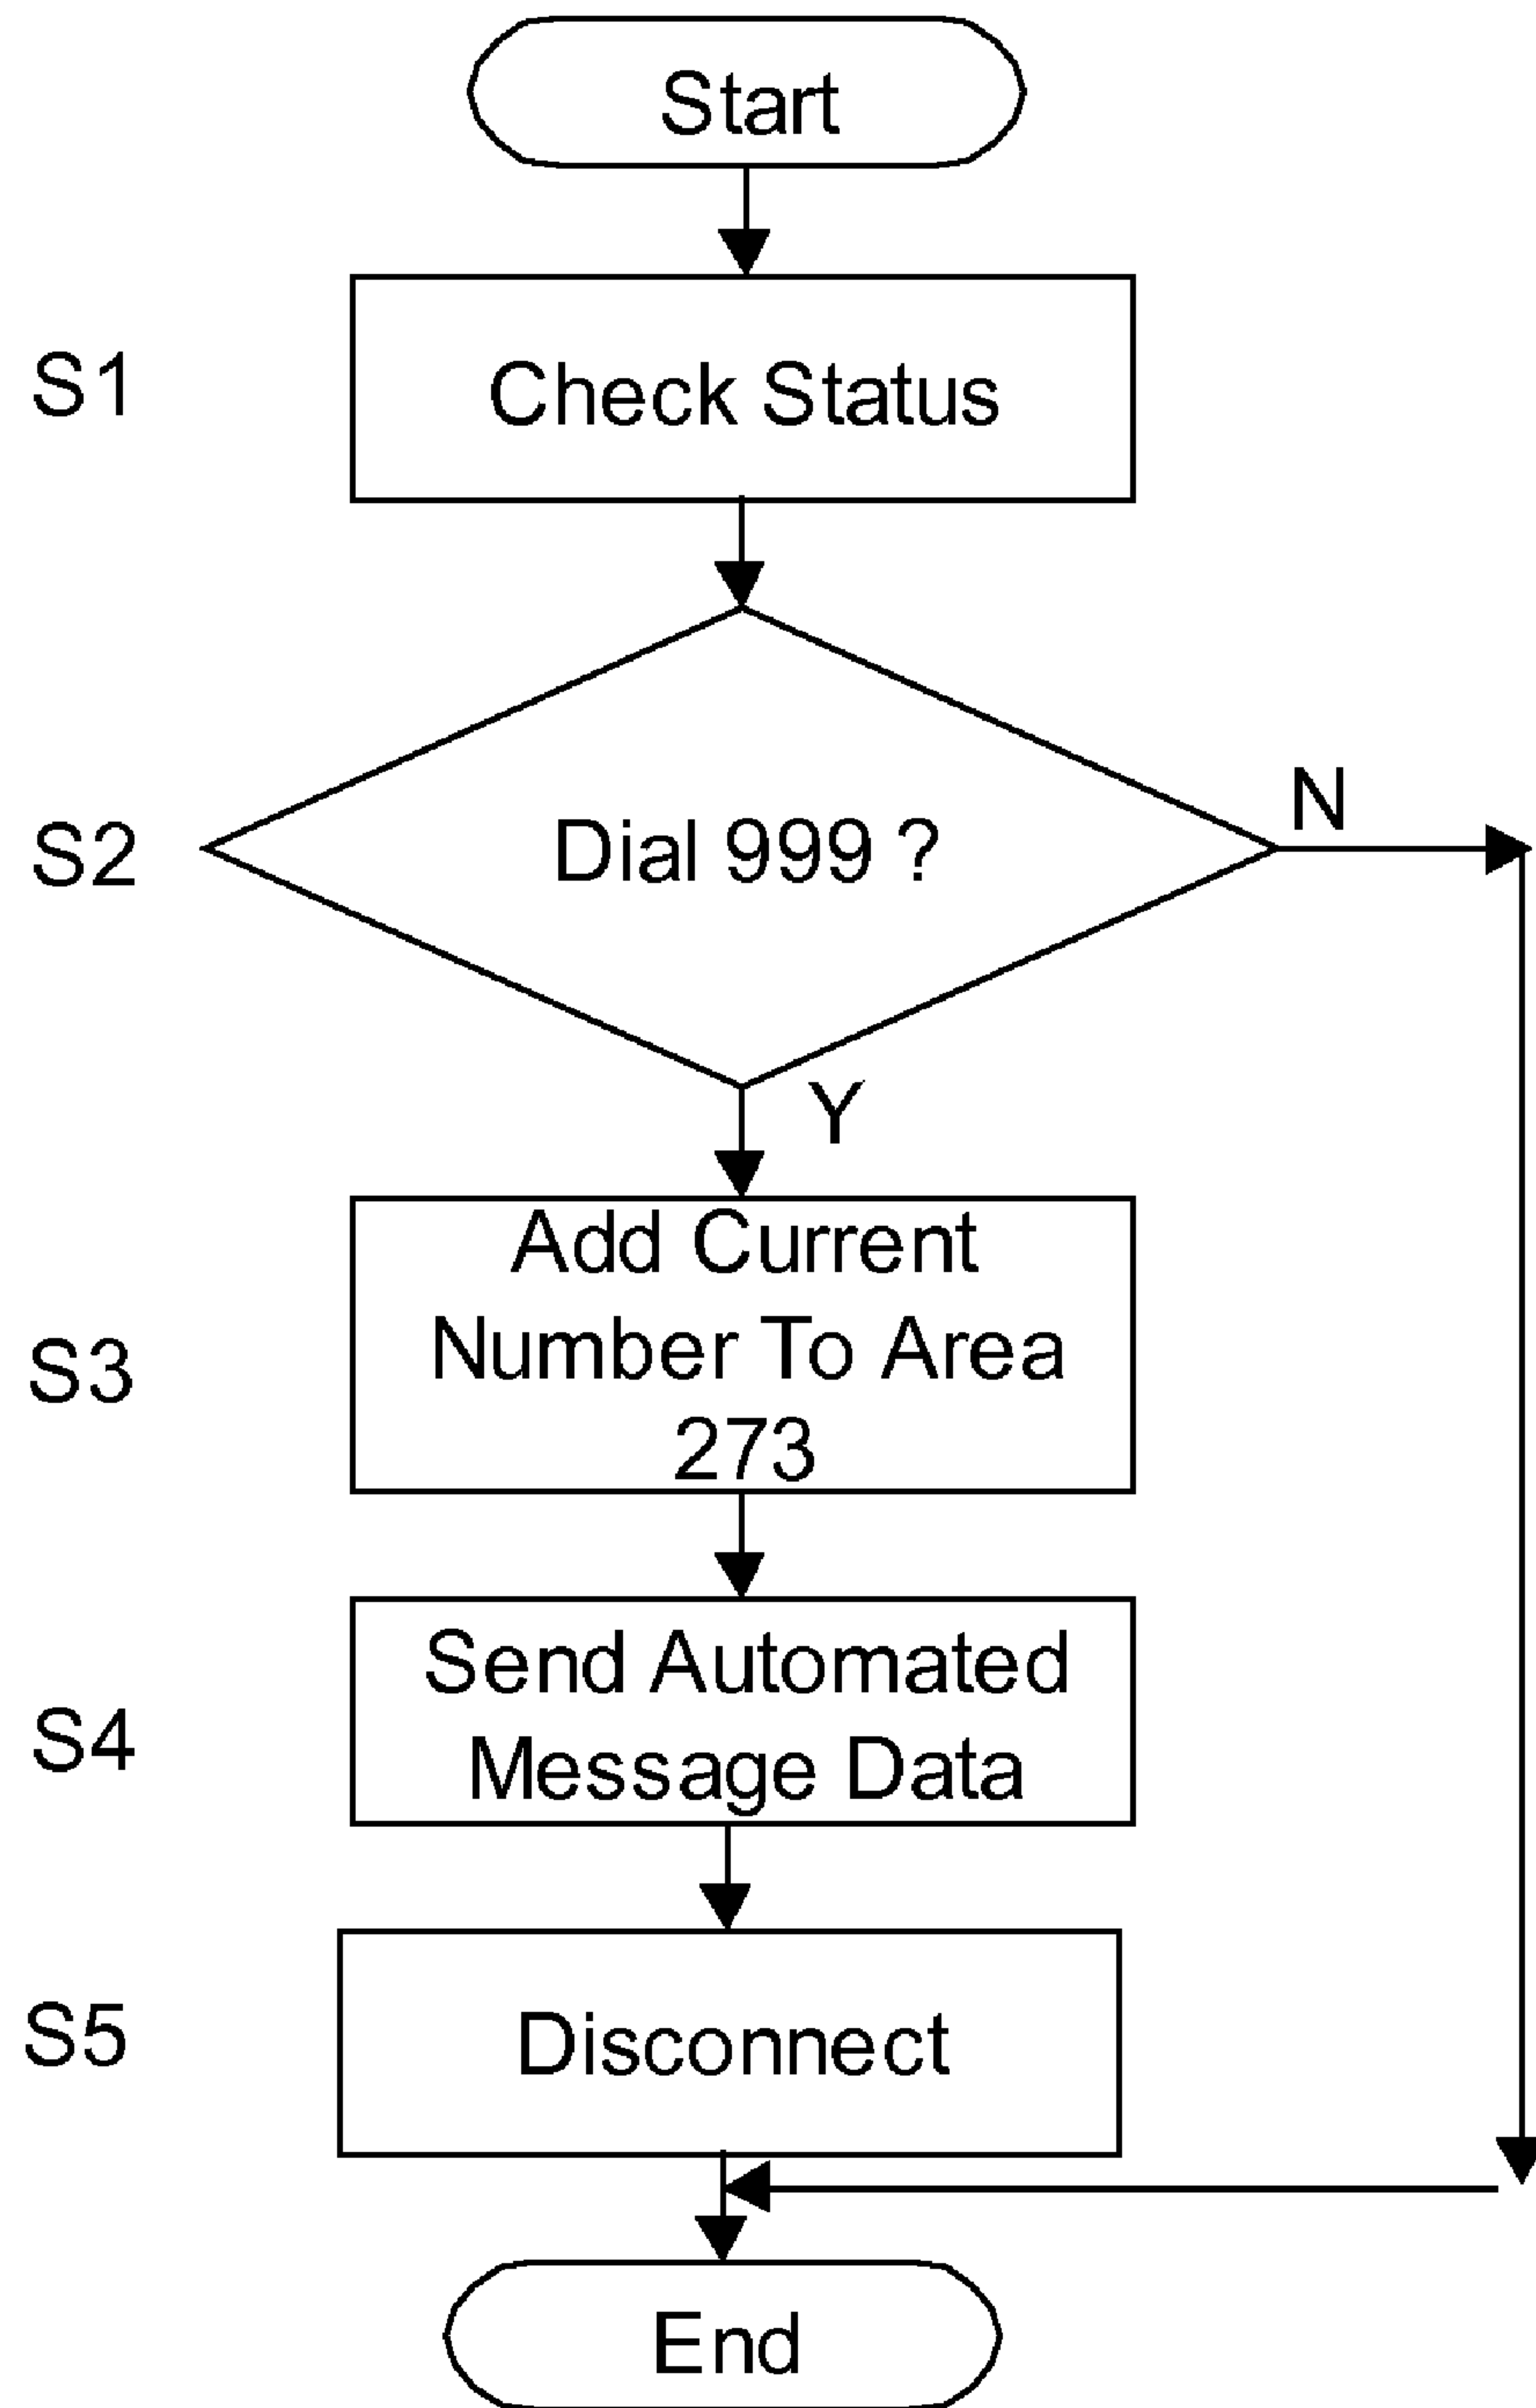 Start
S1
Check Status
S2
Dial 999 ?
N
Y
S3
Add Current
Number To Area
273
S4
Send Automated
Message Data
S5
Disconnect
End